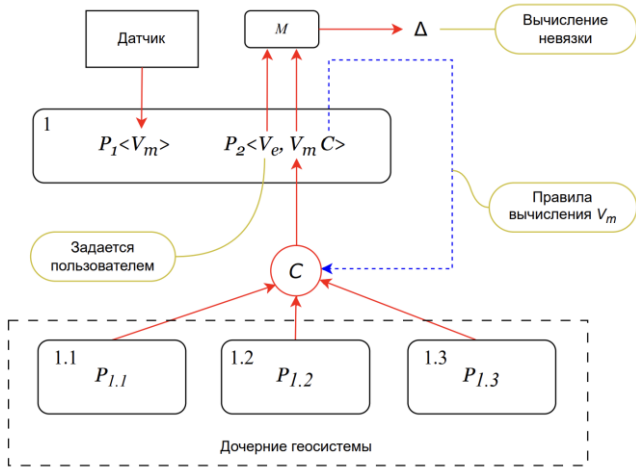 Датчик
M
Δ
Вычисление
невязки
1
P₁<Vₘ>
P₂<Vₑ, Vₘ C>
Правила
вычисления Vₘ
Задается
пользователем
C
1.1
P₁.₁
1.2
P₁.₂
1.3
P₁.₃
Дочерние геосистемы